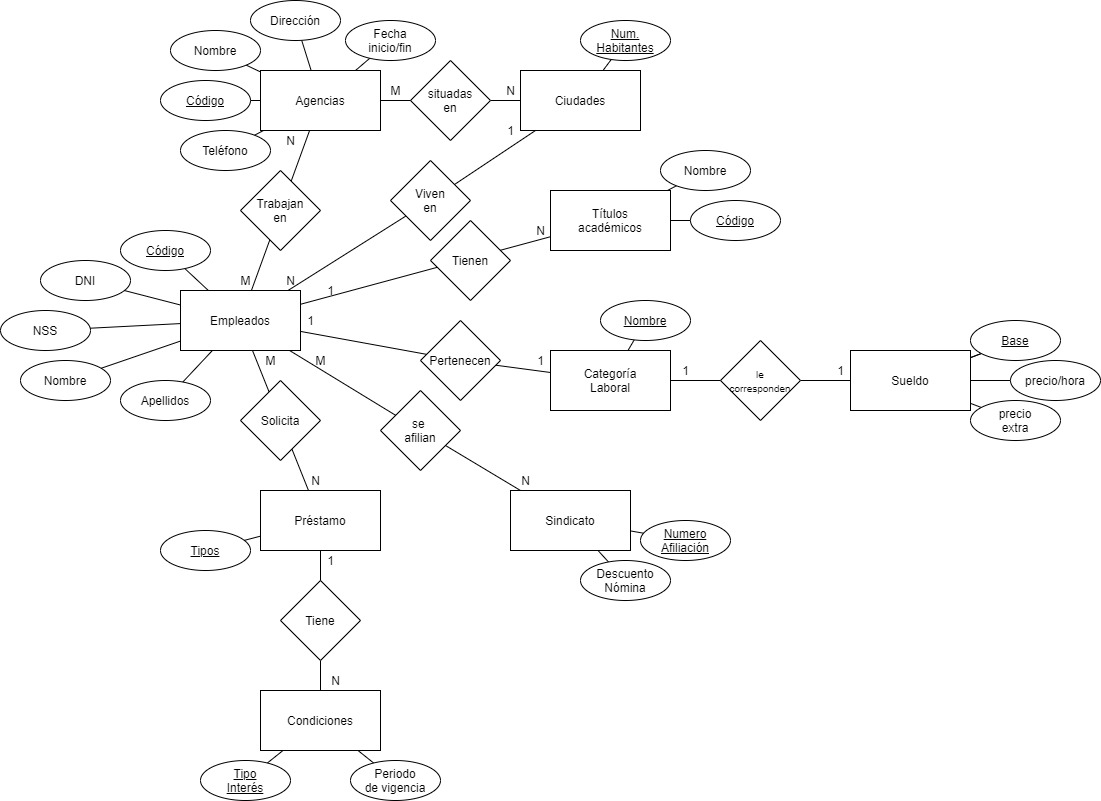 Dirección
Fecha
inicio/fin
Nombre
Num.
Habitantes
Código
Agencias
M
situadas
en
N
Ciudades
Teléfono
N
1
Trabajan
en
Viven
en
Nombre
Títulos
académicos
Código
Código
N
Tienen
DNI
M
N
1
NSS
Empleados
1
Nombre
Base
Nombre
Apellidos
M
M
Pertenecen
1
Categoría
Laboral
1
le
corresponden
1
Sueldo
precio/hora
precio
extra
Solicita
se
afilian
N
N
Préstamo
Sindicato
Tipos
Numero
Afiliación
1
Descuento
Nómina
Tiene
N
Condiciones
Tipo
Interés
Periodo
de vigencia